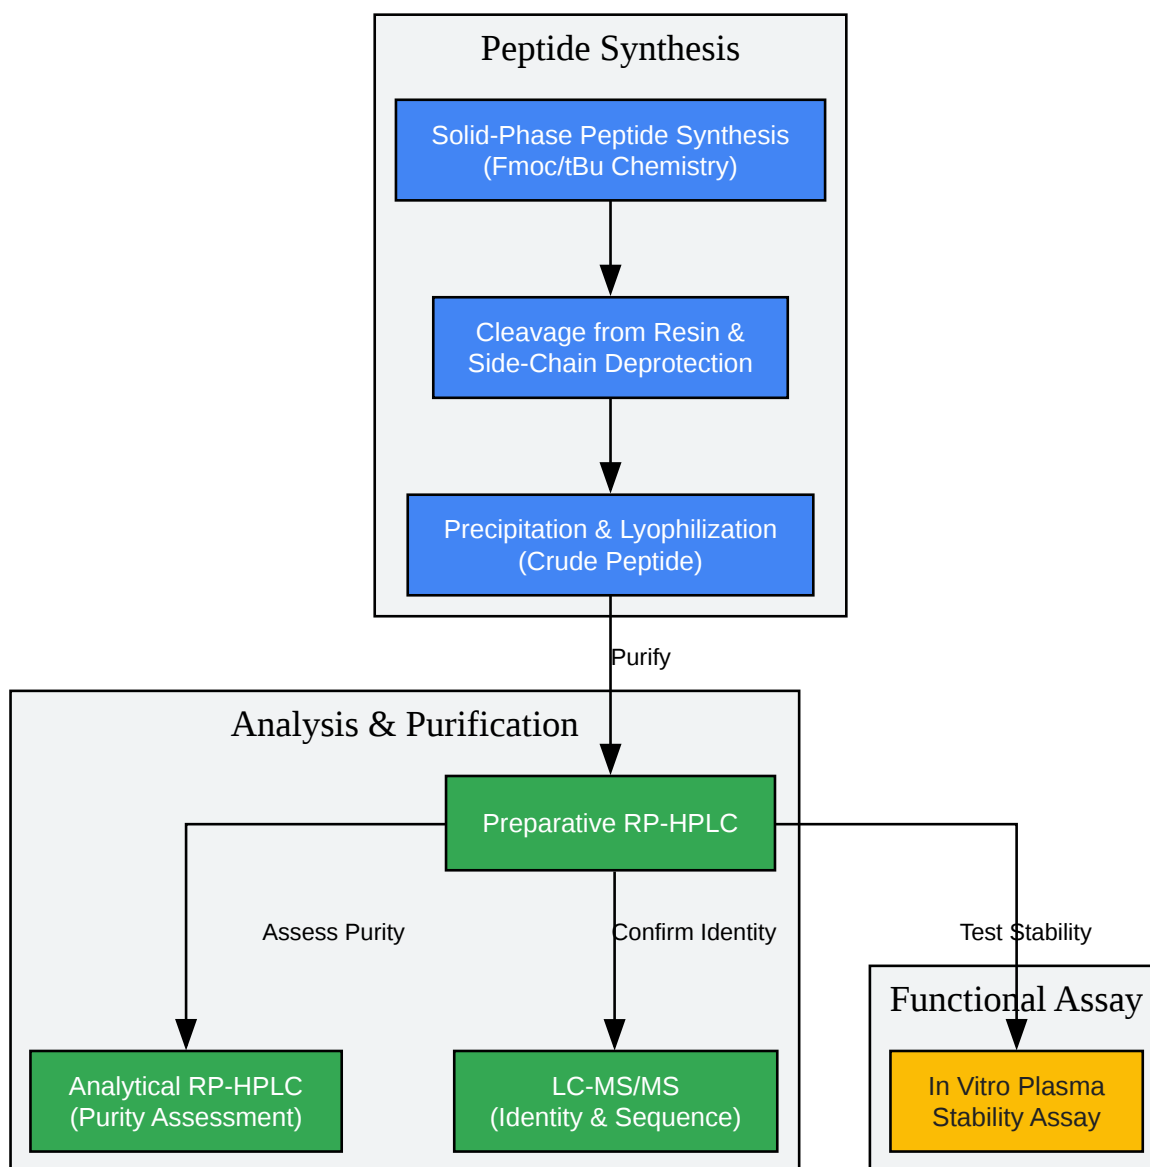 Peptide Synthesis
Solid-Phase Peptide Synthesis
(Fmoc/tBu Chemistry)
Cleavage from Resin &
Side-Chain Deprotection
Precipitation & Lyophilization
(Crude Peptide)
Purify
Analysis & Purification
Preparative RP-HPLC
Assess Purity
Confirm Identity
Test Stability
Functional Assay
Analytical RP-HPLC
(Purity Assessment)
LC-MS/MS
(Identity & Sequence)
In Vitro Plasma
Stability Assay